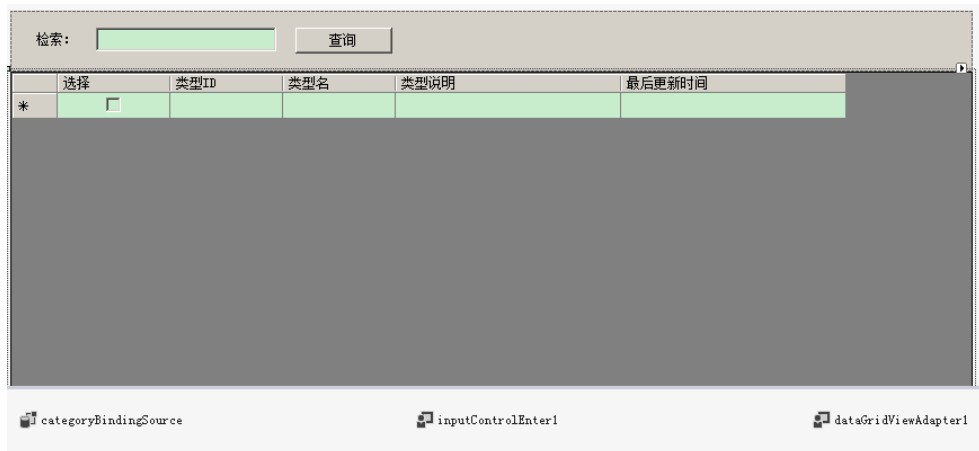 检索: 查询
选择 类型ID 类型名 类型说明 最后更新时间
*
categoryBindingSource inputControlEnter1 dataGridViewAdapter1